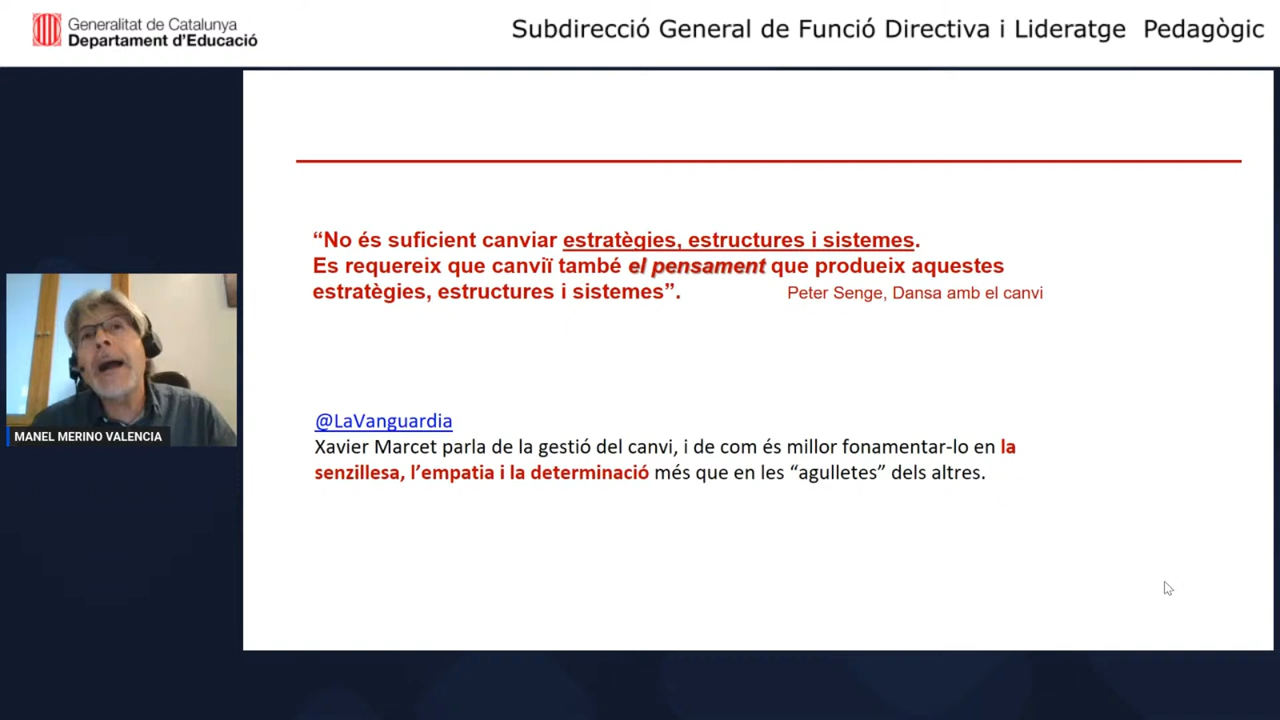 Generalitat de Catalunya
Departament d'Educació
Subdirecció General de Funció Directiva i Lideratge Pedagògic
“No és suficient canviar estratègies, estructures i sistemes.
Es requereix que canviï també el pensament que produeix aquestes
estratègies, estructures i sistemes”.
Peter Senge, Dansa amb el canvi
MANEL MERINO VALENCIA
@LaVanguardia
Xavier Marcet parla de la gestió del canvi, i de com és millor fonamentar-lo en la
senzillesa, l’empatia i la determinació més que en les “agulletes” dels altres.